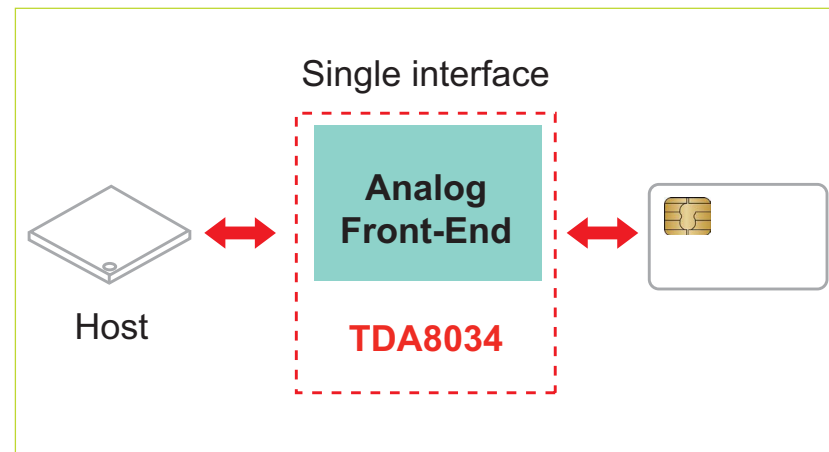 Single interface
Analog
Front-End
Host
TDA8034